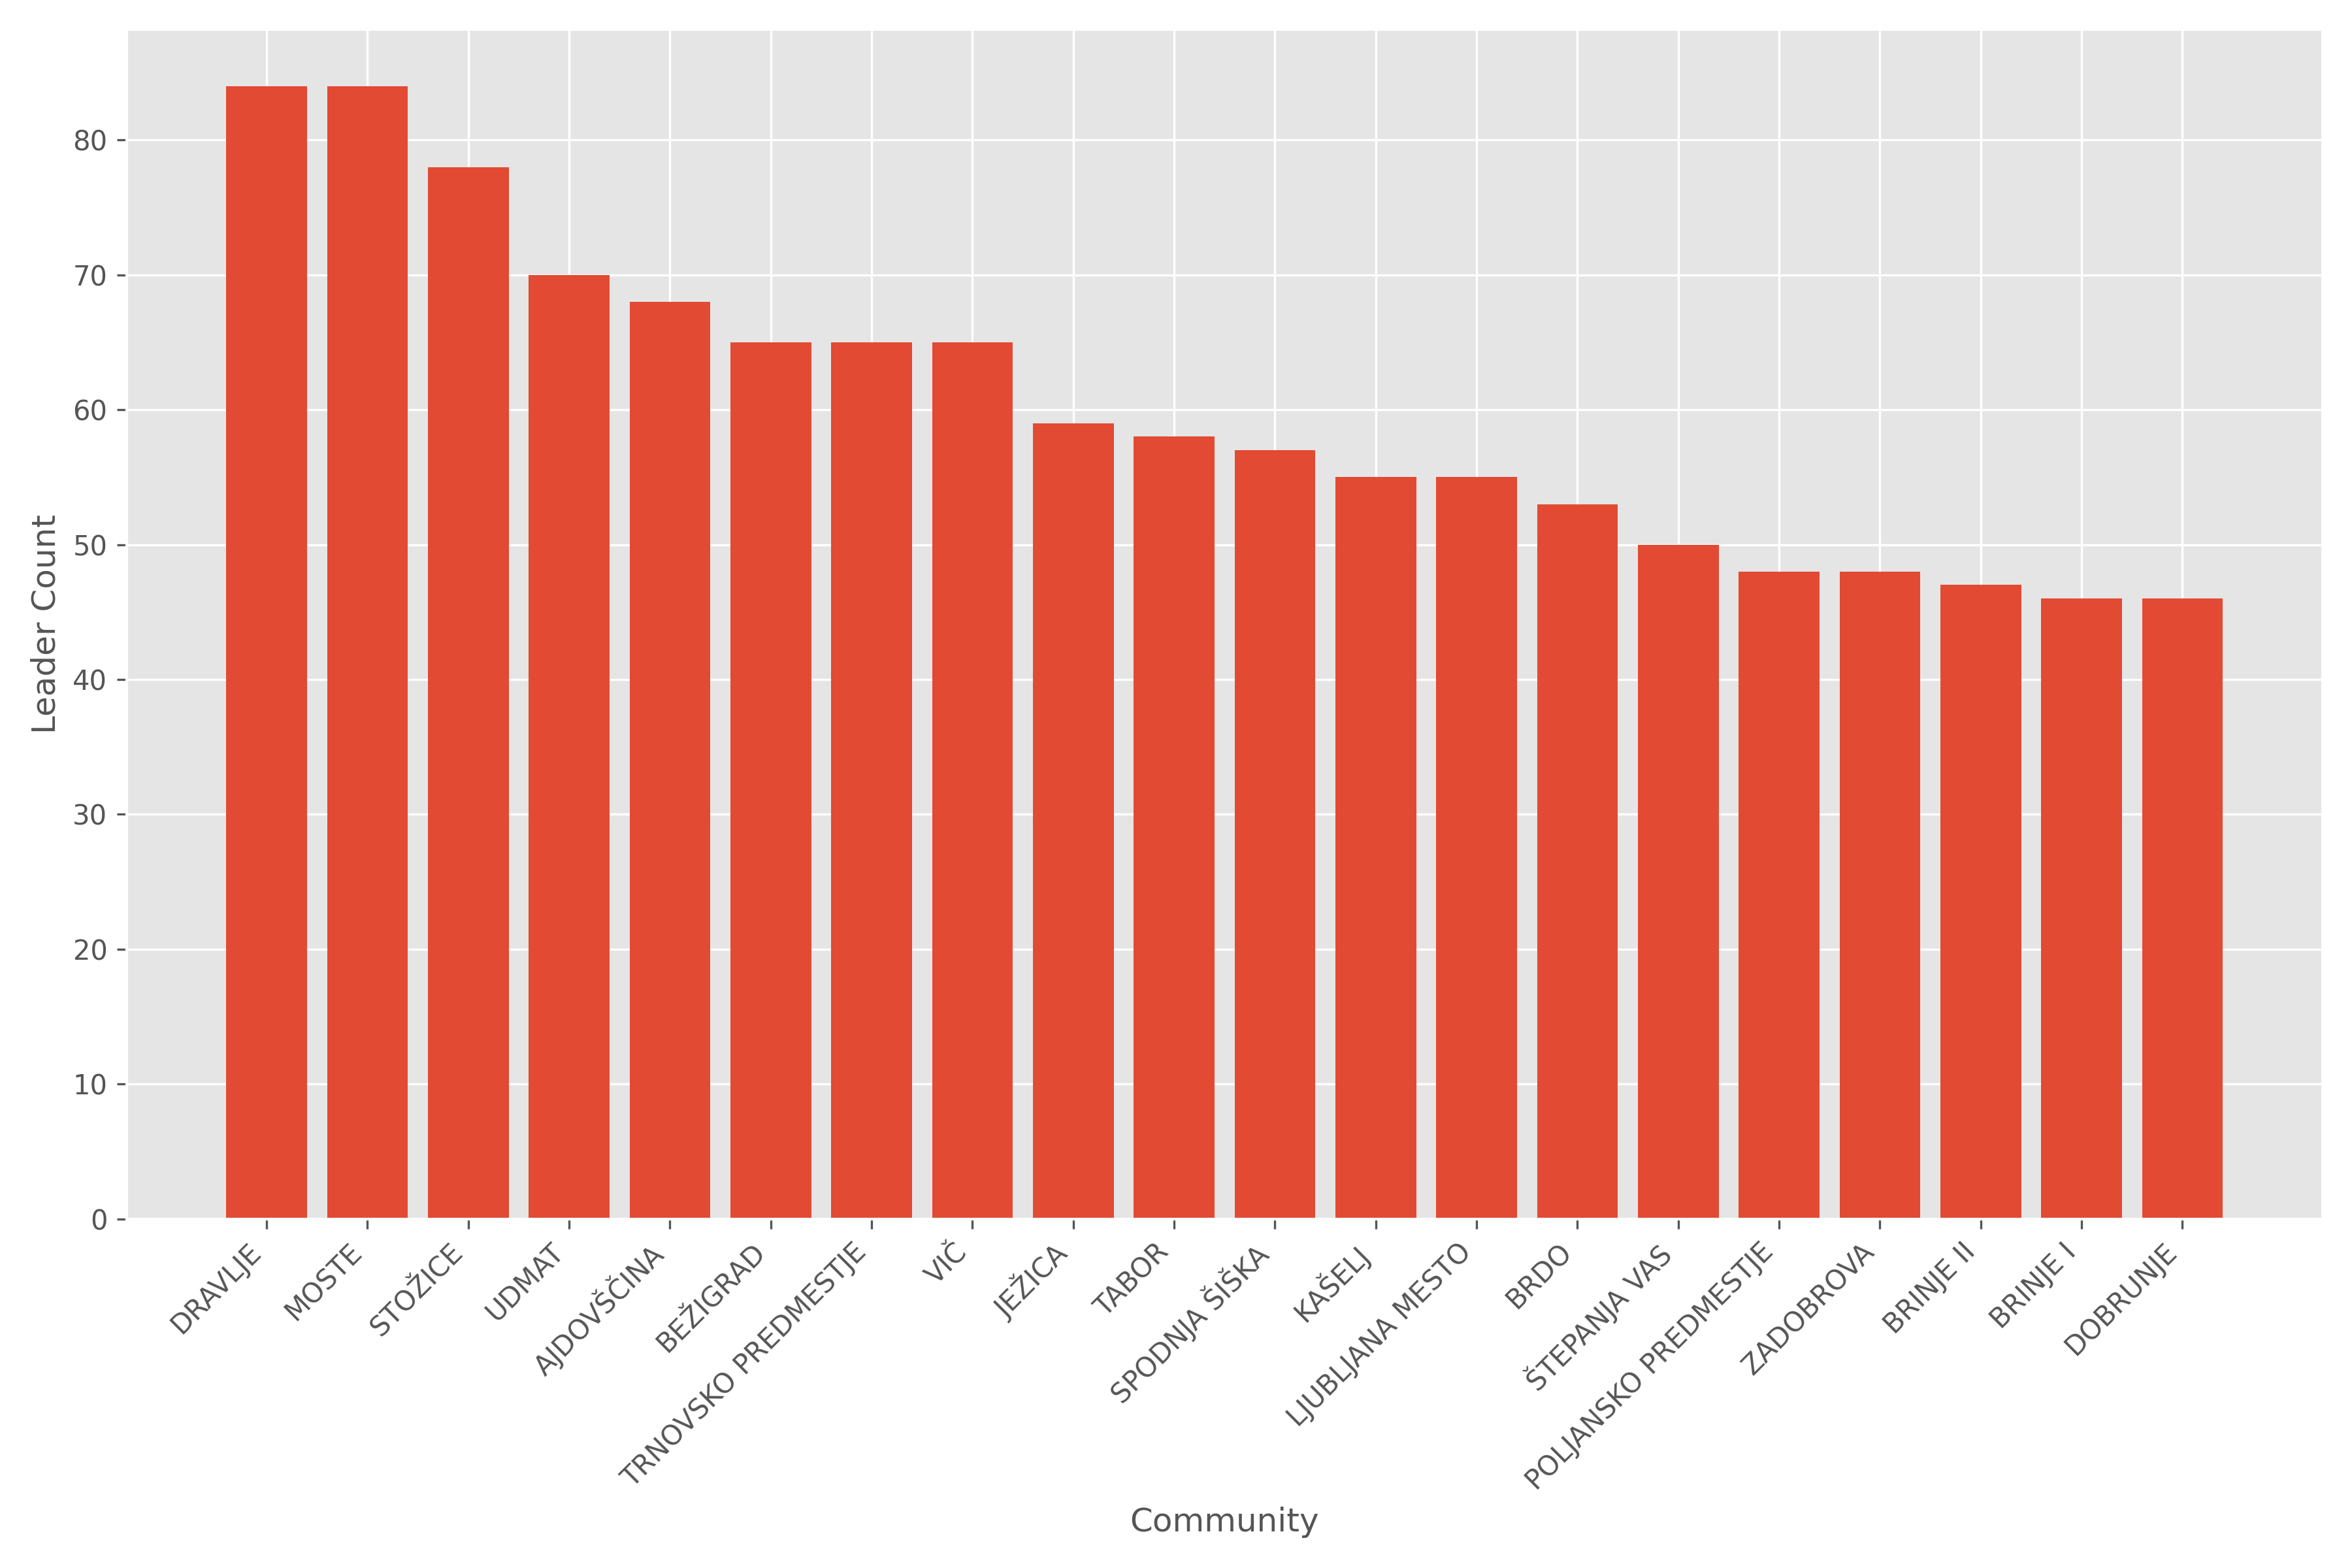 Leader Count
80
70
60
50
40
30
20
10
0
DRAVLJE
MOSTE
STOŽICE
UDMAT
AJDOVŠČINA
BEŽIGRAD
TRNOVSKO PREDMESTJE
VIČ
JEŽICA
TABOR
SPODNJA ŠIŠKA
KAŠELJ
LJUBLJANA MESTO
BRDO
ŠTEPANJA VAS
POLJANSKO PREDMESTJE
ZADOBROVA
BRINJE II
BRINJE I
DOBRUNJE
Community